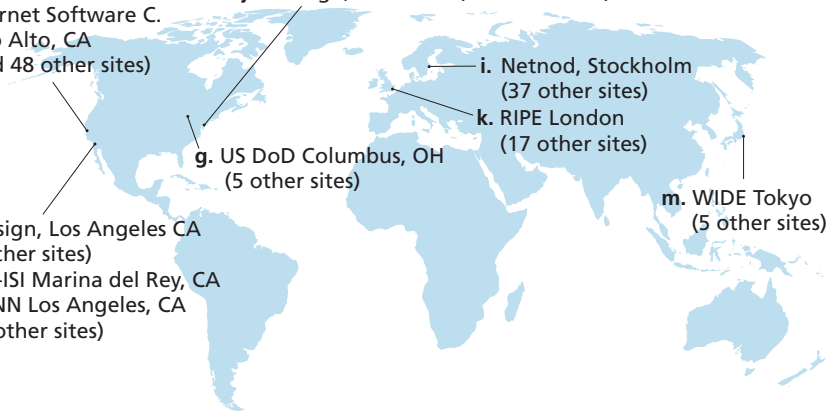 rnet Software C.
Alto, CA
48 other sites)
i. Netnod, Stockholm
(37 other sites)
k. RIPE London
(17 other sites)
g. US DoD Columbus, OH
(5 other sites)
m. WIDE Tokyo
(5 other sites)
sign, Los Angeles CA
ther sites)
-ISI Marina del Rey, CA
NN Los Angeles, CA
other sites)